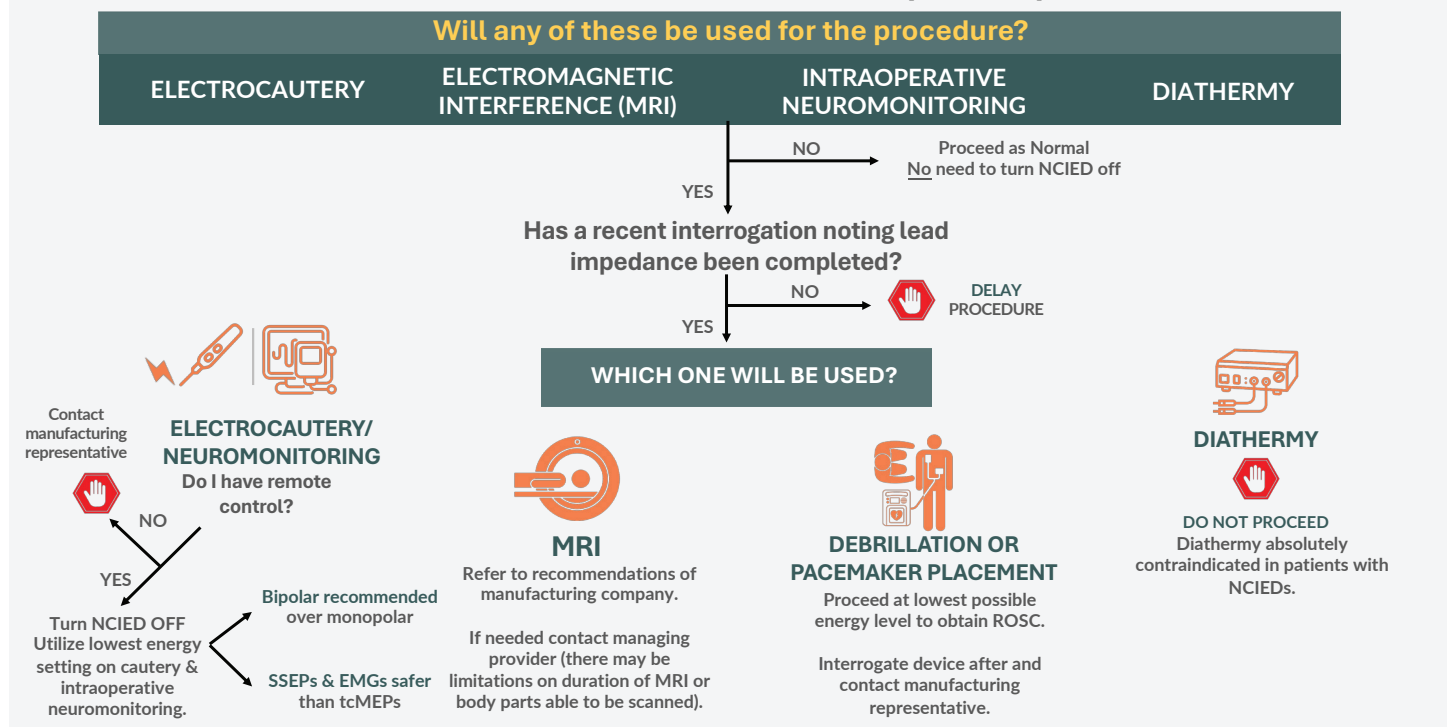 Will any of these be used for the procedure?
ELECTROCAUTERY
ELECTROMAGNETIC
INTERFERENCE (MRI)
INTRAOPERATIVE
NEUROMONITORING
DIATHERMY
NO
Proceed as Normal
No need to turn NCIED off
YES
Has a recent interrogation noting lead
impedance been completed?
NO
DELAY
PROCEDURE
YES
WHICH ONE WILL BE USED?
Contact
manufacturing
representative
ELECTROCAUTERY/
NEUROMONITORING
Do I have remote
control?
NO
YES
Turn NCIED OFF
Utilize lowest energy
setting on cautery &
intraoperative
neuromonitoring.
Bipolar recommended
over monopolar
SSEPs & EMGs safer
than tcMEPs
MRI
Refer to recommendations of
manufacturing company.
If needed contact managing
provider (there may be
limitations on duration of MRI or
body parts able to be scanned).
DEBRILLATION OR
PACEMAKER PLACEMENT
Proceed at lowest possible
energy level to obtain ROSC.
Interrogate device after and
contact manufacturing
representative.
DIATHERMY
DO NOT PROCEED
Diathermy absolutely
contraindicated in patients with
NCIEDs.